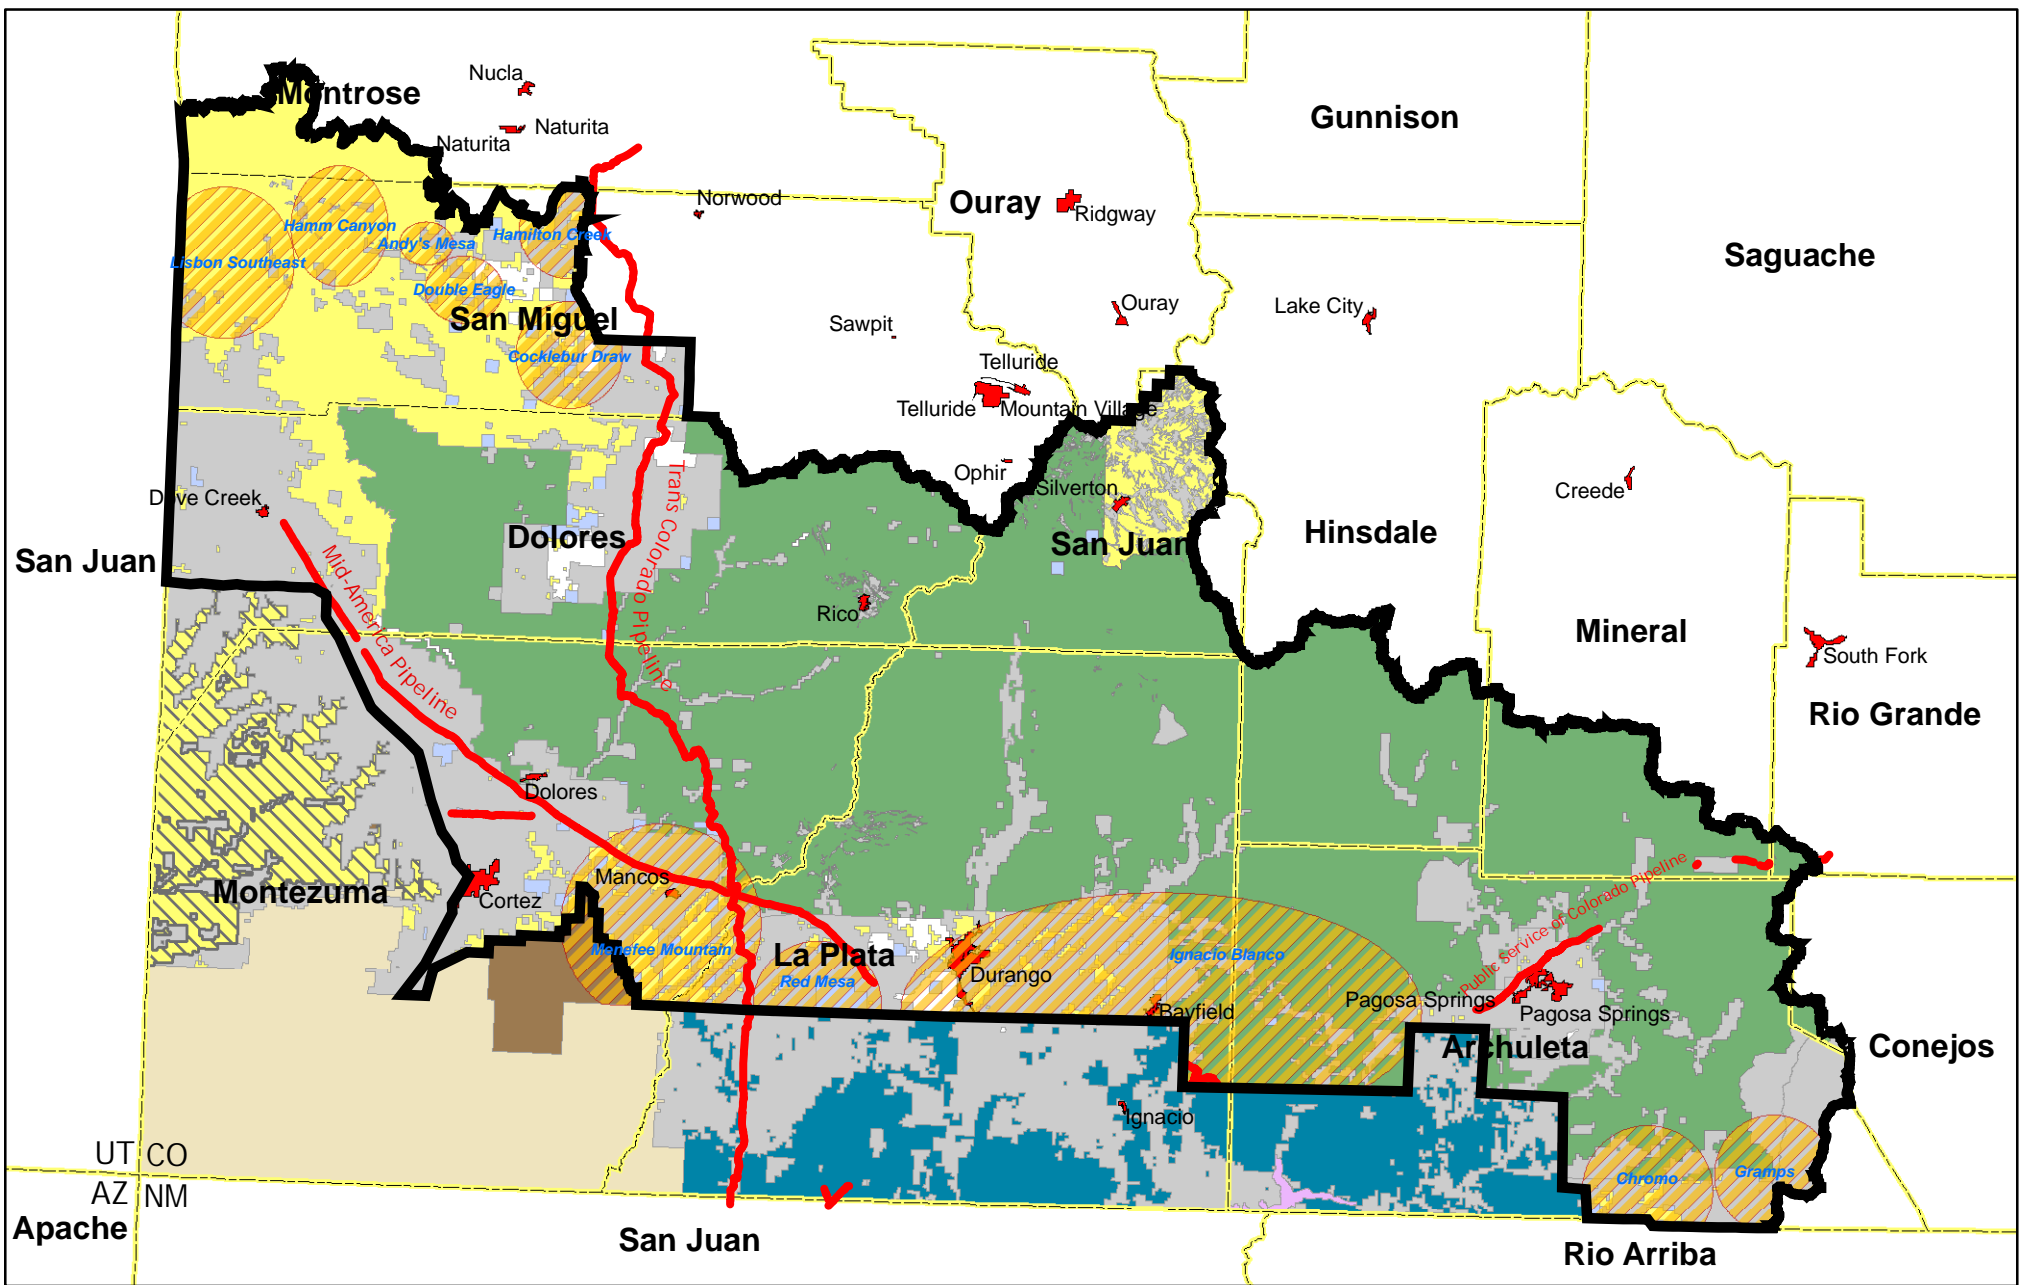 Nucla
Montrose
Gunnison
Naturita
Naturita
Norwood
Ouray
Ridgway
Hamm Canyon
Hamilton Creek
Andy's Mesa
Saguache
Lisbon Southeast
Double Eagle
Ouray
Lake City
San Miguel
Sawpit
Cocklebur Draw
Telluride
Telluride
Mountain Village
Ophir
Silverton
Creede
Dove Creek
Trans Colorado Pipeline
Dolores
San Juan
Hinsdale
San Juan
Mid-America Pipeline
Rico
Mineral
South Fork
Rio Grande
Dolores
Public Service of Colorado Pipeline
Mancos
Montezuma
Cortez
Menefee Mountain
La Plata
Ignacio Blanco
Red Mesa
Durango
Pagosa Springs
Bayfield
Pagosa Springs
Archuleta
Conejos
Ignacio
UT CO
AZ NM
Chromo
Gramps
Apache
San Juan
Rio Arriba